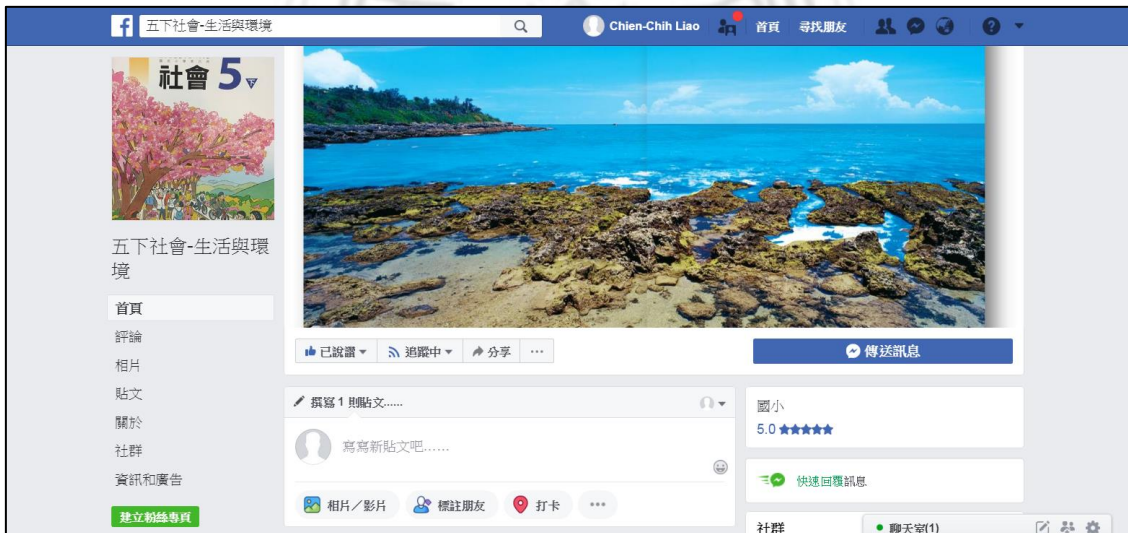 五下社會-生活與環境
Chien-Chih Liao
首頁
尋找朋友
社會 5 下
五下社會-生活與環
境
首頁
評論
相片
貼文
關於
社群
資訊和廣告
建立粉絲專頁
已說讚
追蹤中
分享
傳送訊息
撰寫 1 則貼文......
寫寫新貼文吧......
相片／影片
標註朋友
打卡
國小
5.0 ★★★★★
快速回覆訊息
社群
聊天室(1)